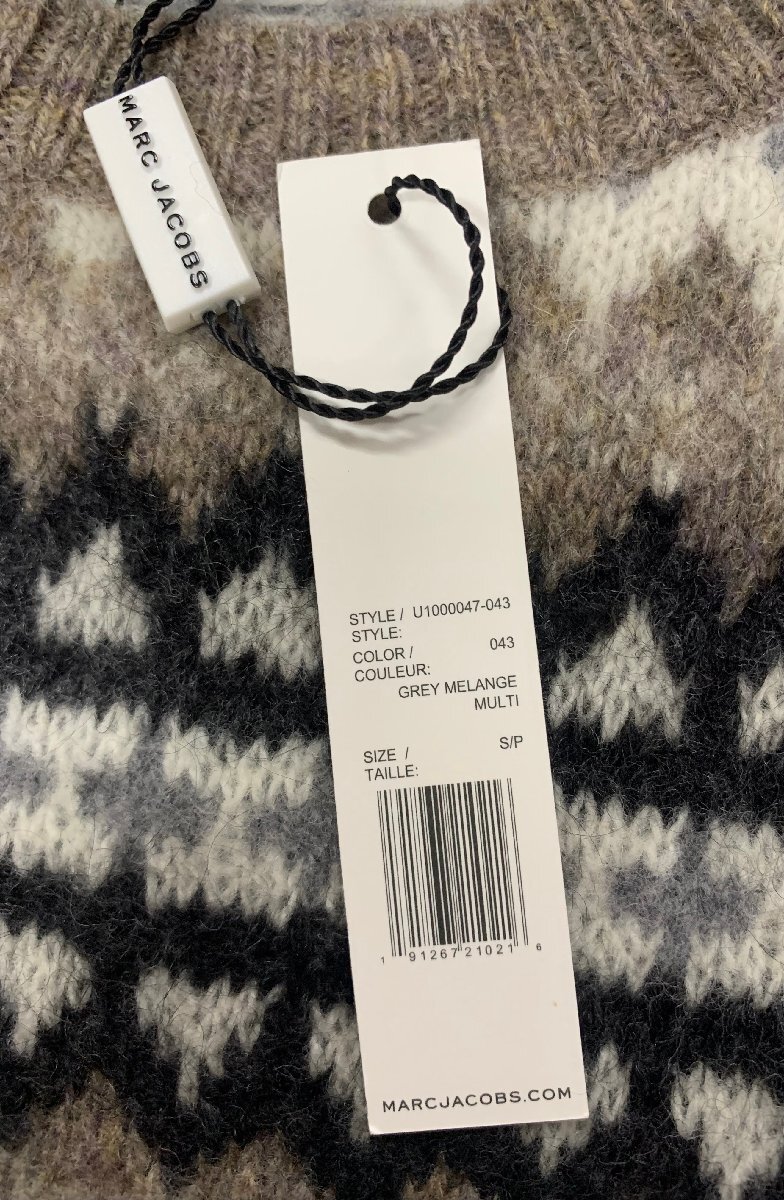 MARC JACOBS
STYLE / U1000047-043
STYLE:
COLOR / 043
COULEUR:
GREY MELANGE
MULTI
SIZE / S/P
TAILLE:
1 91267 21021 6
MARCJACOBS.COM